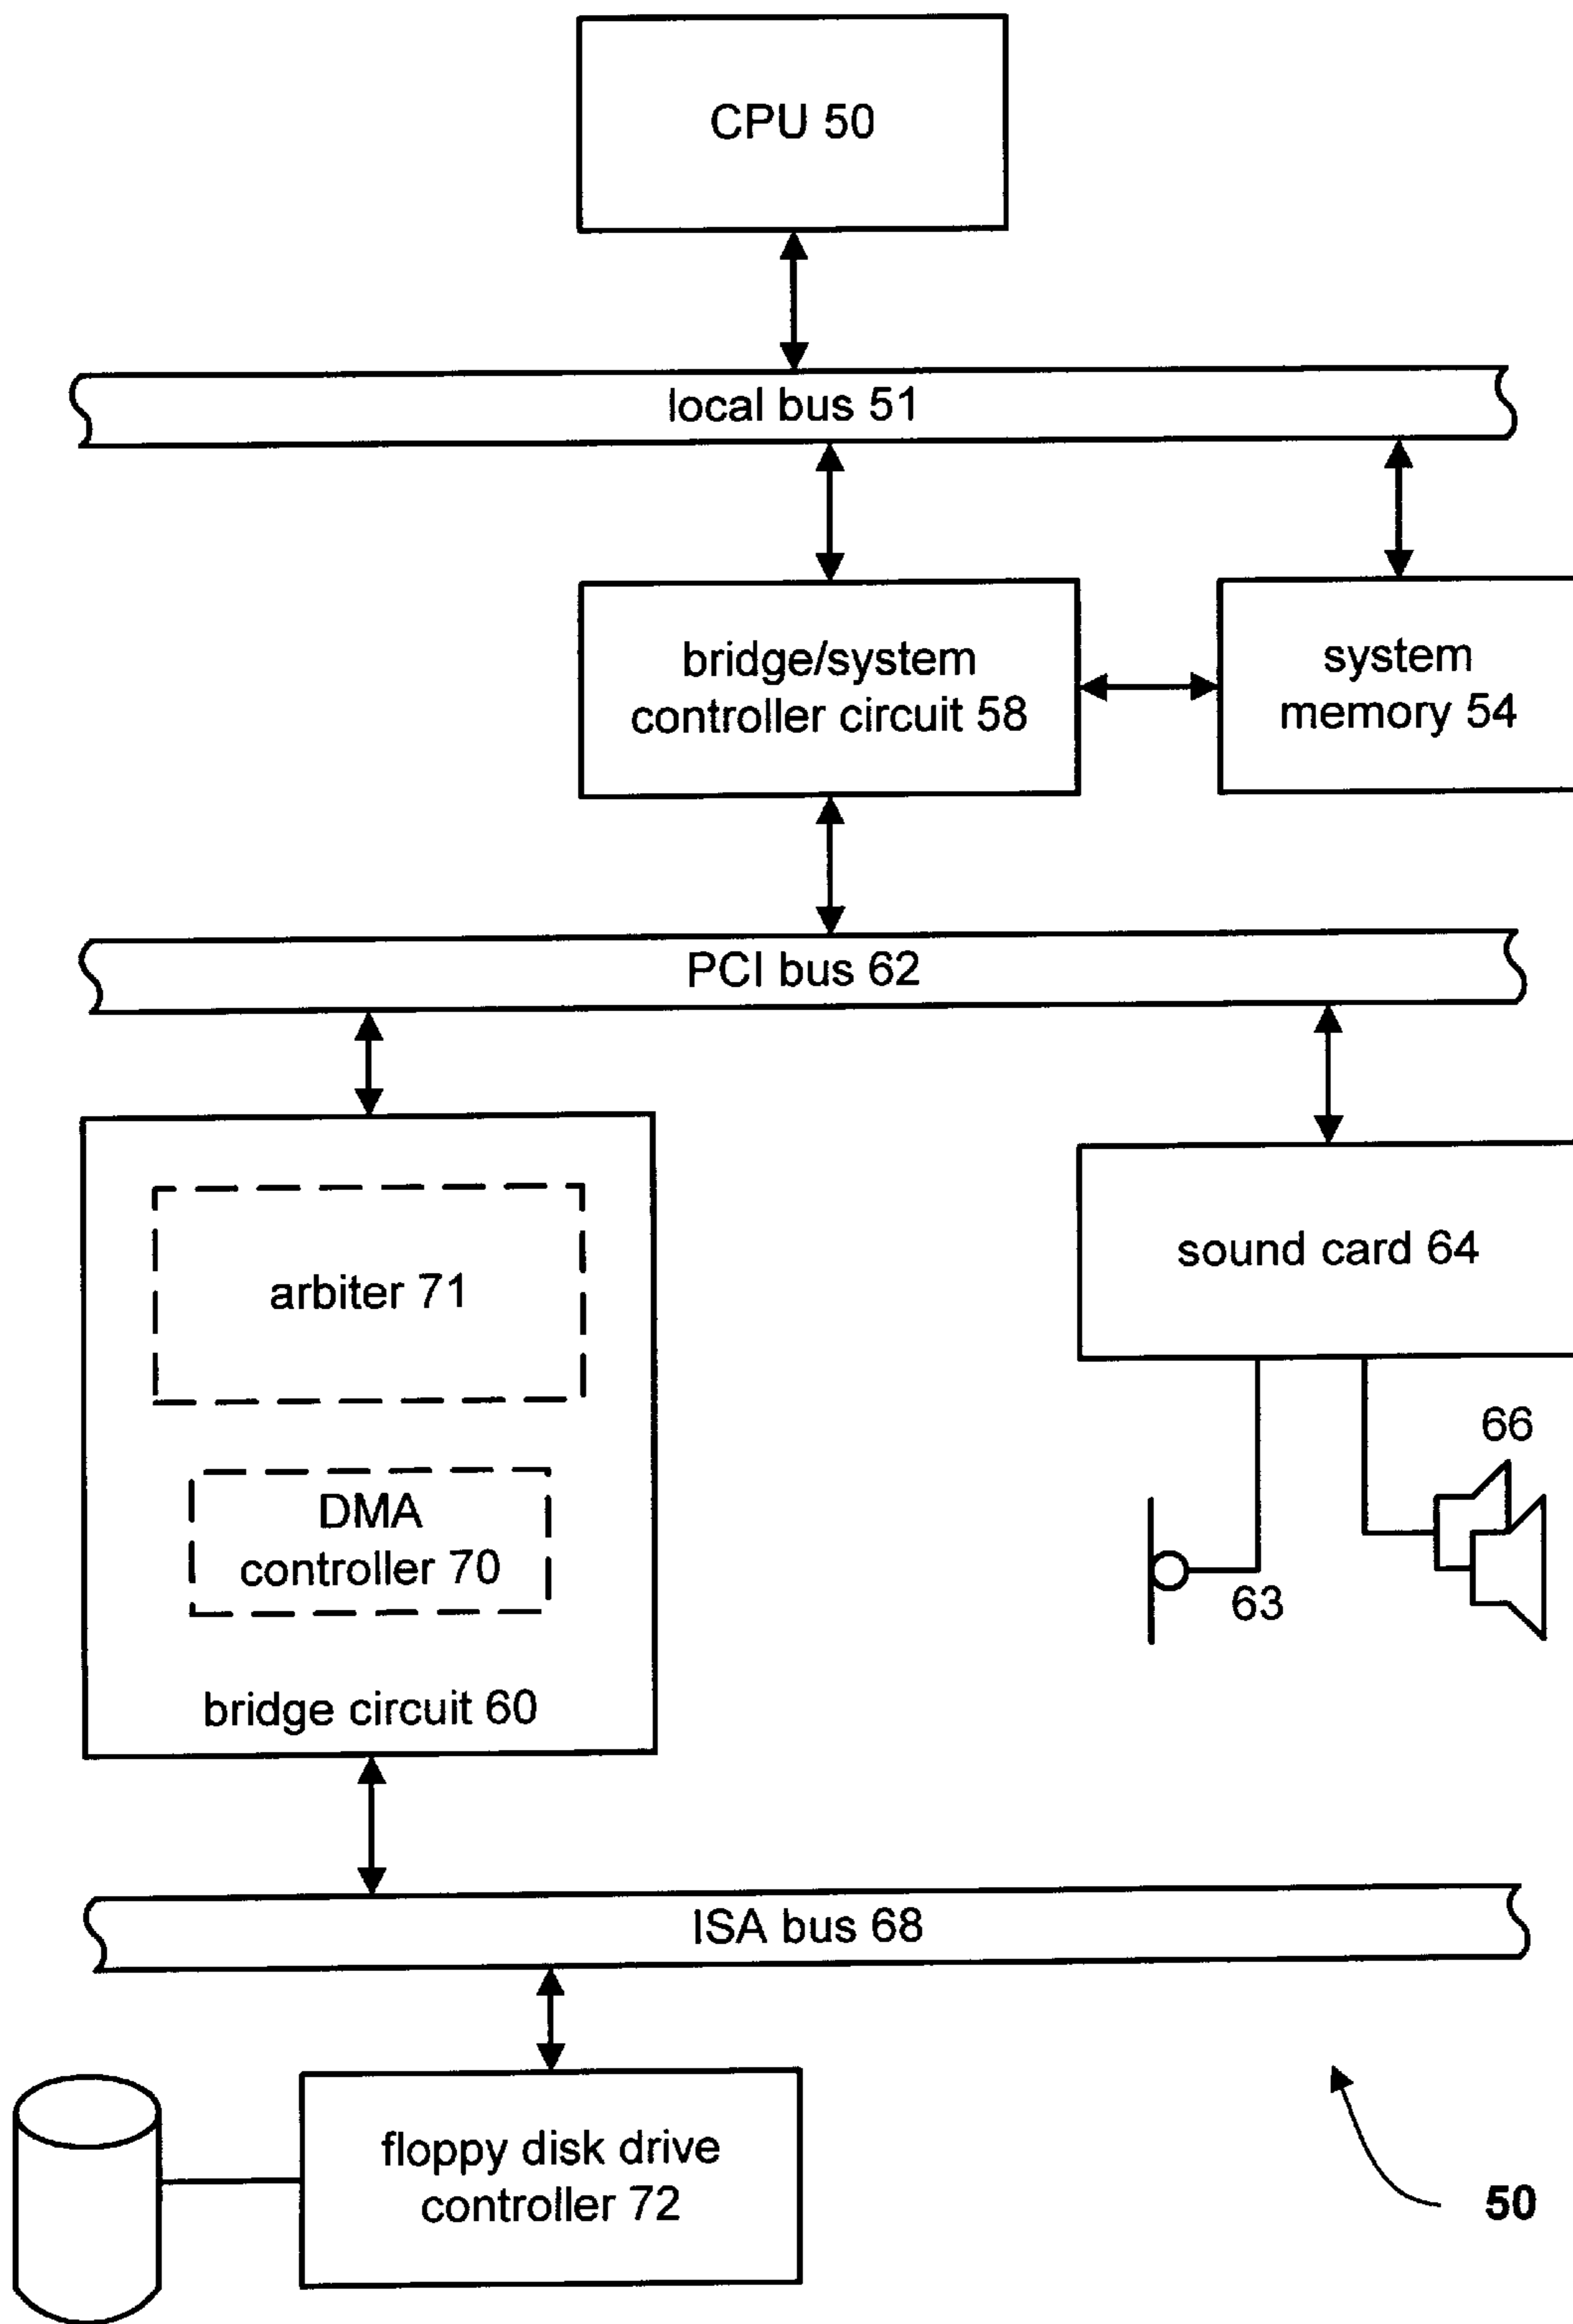 CPU 50
local bus 51
bridge/system
controller circuit 58
system
memory 54
PCI bus 62
arbiter 71
DMA
controller 70
bridge circuit 60
sound card 64
66
63
ISA bus 68
floppy disk drive
controller 72
50